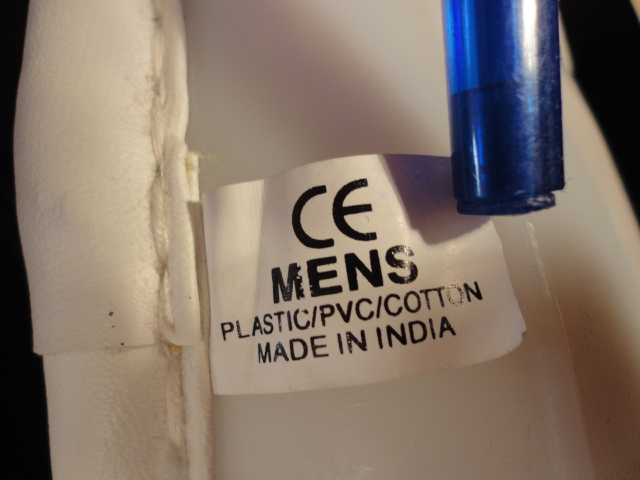 CE
MENS
PLASTIC/PVC/COTTON
MADE IN INDIA